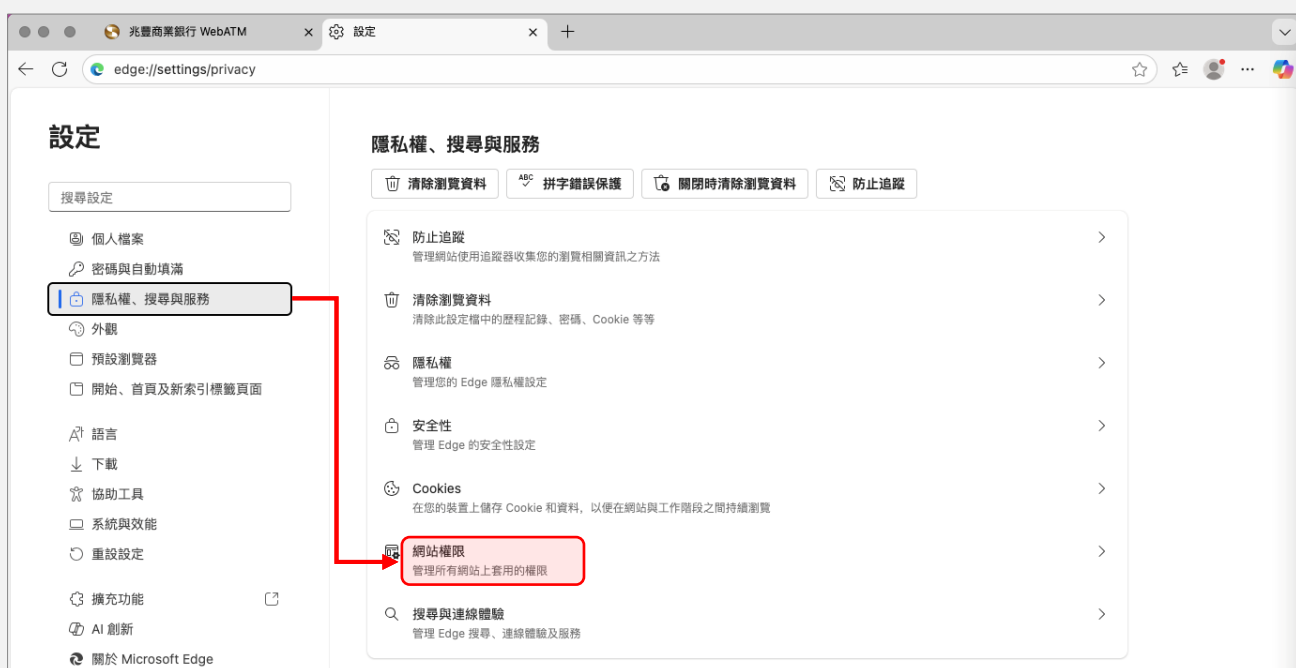 兆豐商業銀行 WebATM
設定
edge://settings/privacy
設定
搜尋設定
個人檔案
密碼與自動填滿
隱私權、搜尋與服務
外觀
預設瀏覽器
開始、首頁及新索引標籤頁面
語言
下載
協助工具
系統與效能
重設設定
擴充功能
AI 創新
關於 Microsoft Edge
隱私權、搜尋與服務
清除瀏覽資料
ABC 拼字錯誤保護
關閉時清除瀏覽資料
防止追蹤
防止追蹤
管理網站使用追蹤器收集您的瀏覽相關資訊之方法
清除瀏覽資料
清除此設定檔中的歷程記錄、密碼、Cookie 等等
隱私權
管理您的 Edge 隱私權設定
安全性
管理 Edge 的安全性設定
Cookies
在您的裝置上儲存 Cookie 和資料，以便在網站與工作階段之間持續瀏覽
網站權限
管理所有網站上套用的權限
搜尋與連線體驗
管理 Edge 搜尋、連線體驗及服務